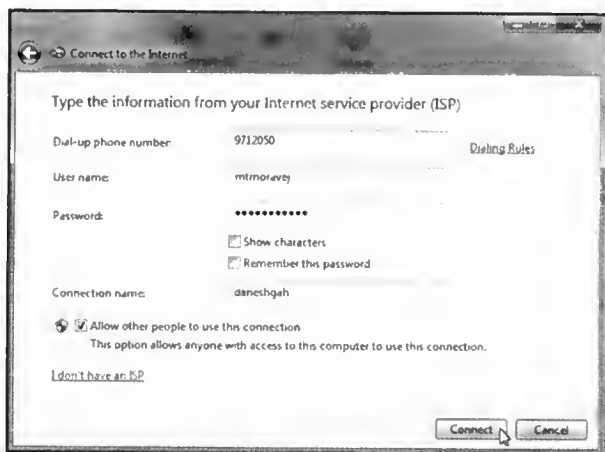 Connect to the Internet
Type the information from your Internet service provider (ISP)
Dial-up phone number: 9712050 Dialing Rules
User name: mtmoravej
Password: •••••••••••
Show characters
Remember this password
Connection name: daneshgah
Allow other people to use this connection
This option allows anyone with access to this computer to use this connection.
I don't have an ISP
Connect Cancel